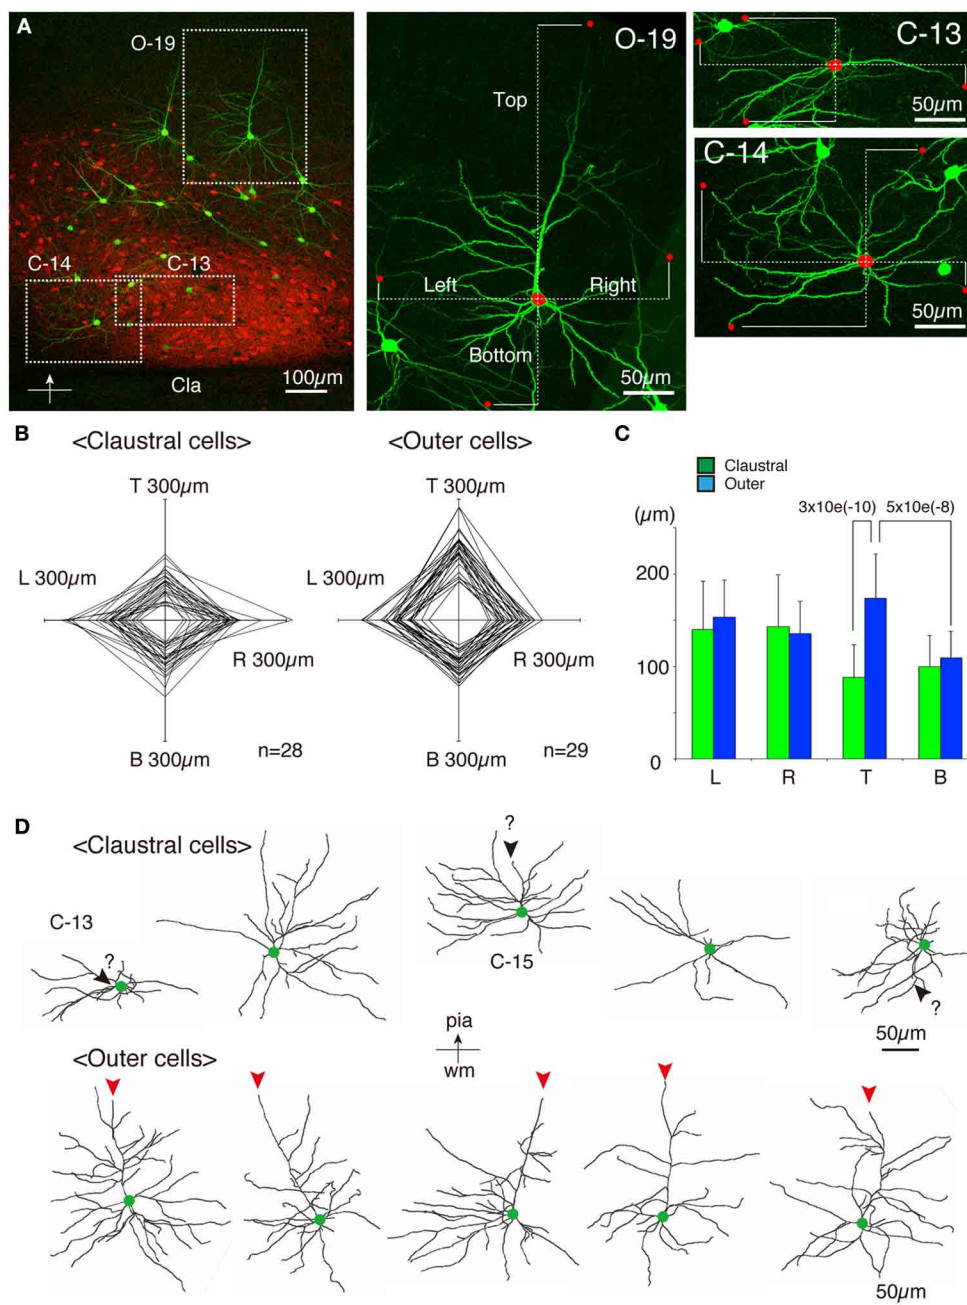 A
O-19
C-14
C-13
Cla
100µm
O-19
Top
Left
Right
Bottom
50µm
C-13
50µm
C-14
50µm
B
<Claustral cells>
T 300µm
L 300µm
R 300µm
B 300µm
n=28
<Outer cells>
T 300µm
L 300µm
R 300µm
B 300µm
n=29
C
Claustral
Outer
(µm)
3x10e(-10)
5x10e(-8)
200
100
0
L
R
T
B
D
<Claustral cells>
C-13
?
?
C-15
?
50µm
pia
wm
<Outer cells>
50µm